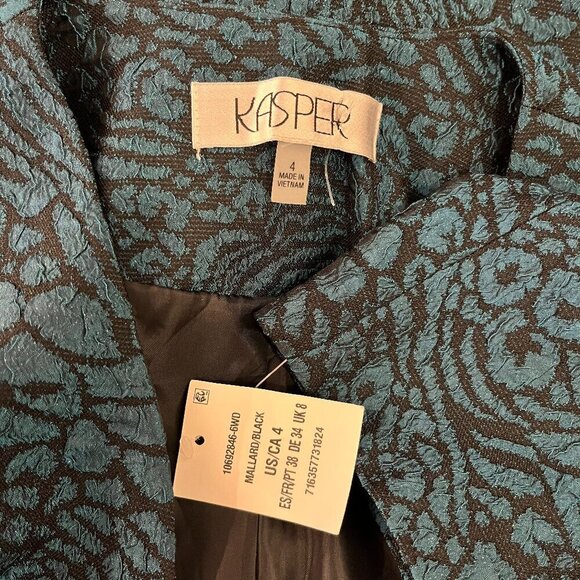 KASPER
4
MADE IN
VIETNAM
10692846-6WD
MALLARD/BLACK
US/CA 4
ES/FR/PT 38 DE 34 UK 8
716357731824